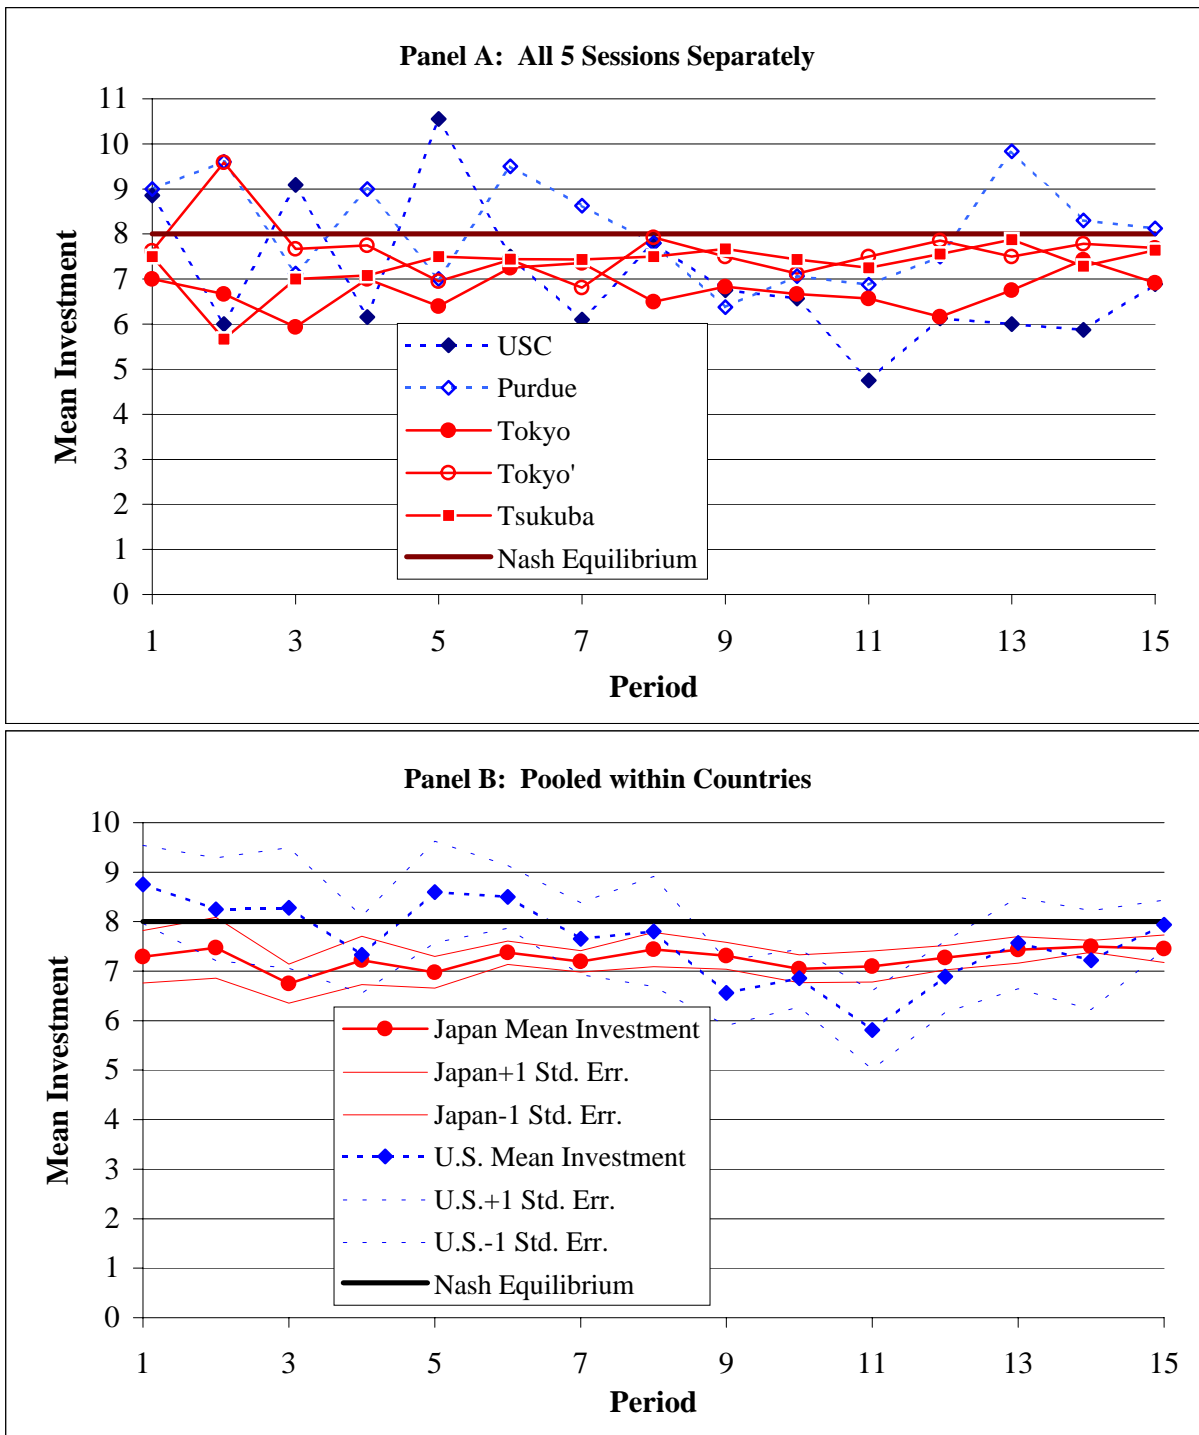 Panel A: All 5 Sessions Separately
11
10
9
8
7
6
5
4
3
2
1
0
Mean Investment
USC
Purdue
Tokyo
Tokyo'
Tsukuba
Nash Equilibrium
1 3 5 7 9 11 13 15
Period
Panel B: Pooled within Countries
10
9
8
7
6
5
4
3
2
1
0
Mean Investment
Japan Mean Investment
Japan+1 Std. Err.
Japan-1 Std. Err.
U.S. Mean Investment
U.S.+1 Std. Err.
U.S.-1 Std. Err.
Nash Equilibrium
1 3 5 7 9 11 13 15
Period